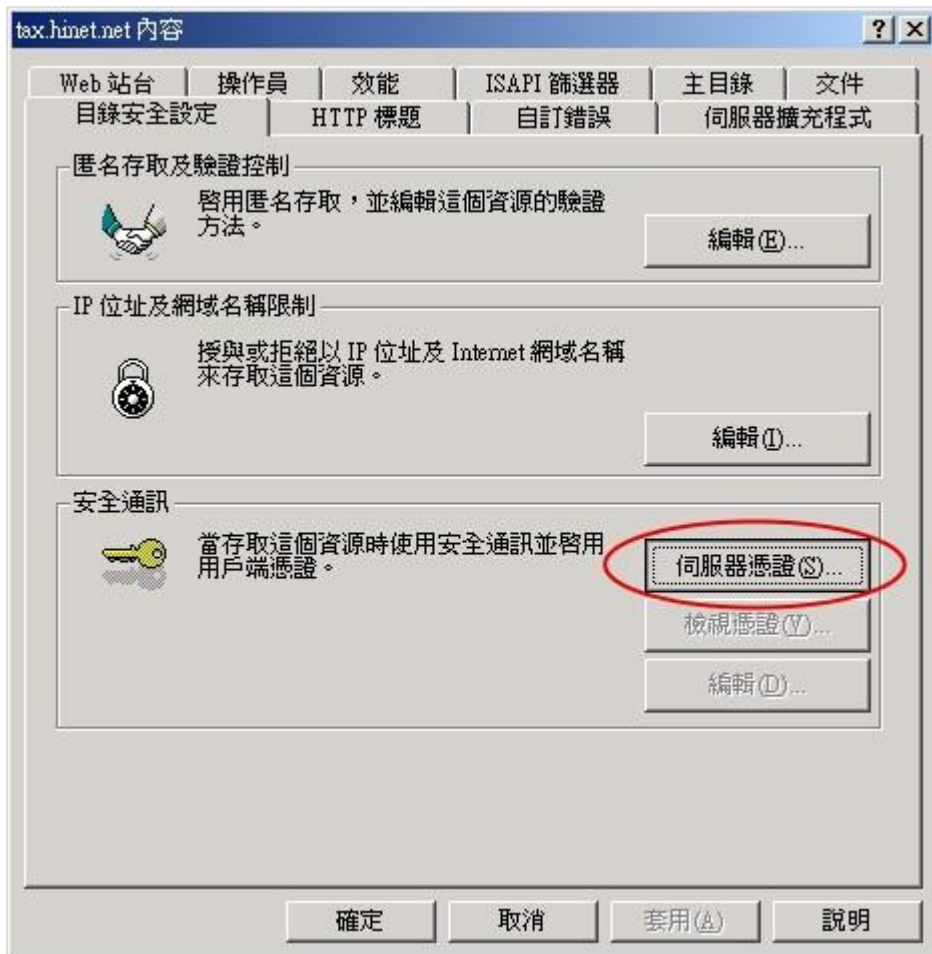 tax.hinet.net 內容
Web 站台 操作員 效能 ISAPI 篩選器 主目錄 文件
目錄安全設定 HTTP 標題 自訂錯誤 伺服器擴充程式
匿名存取及驗證控制
啓用匿名存取，並編輯這個資源的驗證
方法。
編輯(E)...
IP 位址及網域名稱限制
授與或拒絕以 IP 位址及 Internet 網域名稱
來存取這個資源。
編輯(I)...
安全通訊
當存取這個資源時使用安全通訊並啓用
用戶端憑證。
伺服器憑證(S)...
檢視憑證(V)...
編輯(D)...
確定 取消 套用(A) 說明